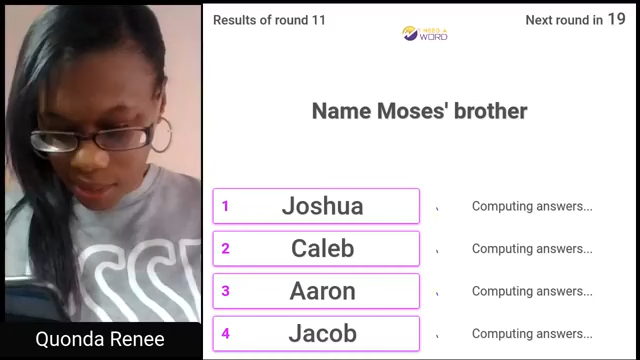 Results of round 11
I NEED A
WORD
Next round in 19
Name Moses' brother
1 Joshua Computing answers...
2 Caleb Computing answers...
3 Aaron Computing answers...
4 Jacob Computing answers...
Quonda Renee